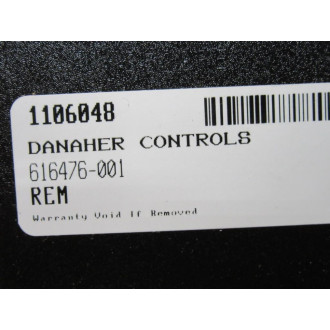 1106048
DANAHER CONTROLS
616476-001
REM
Warranty Void If Removed